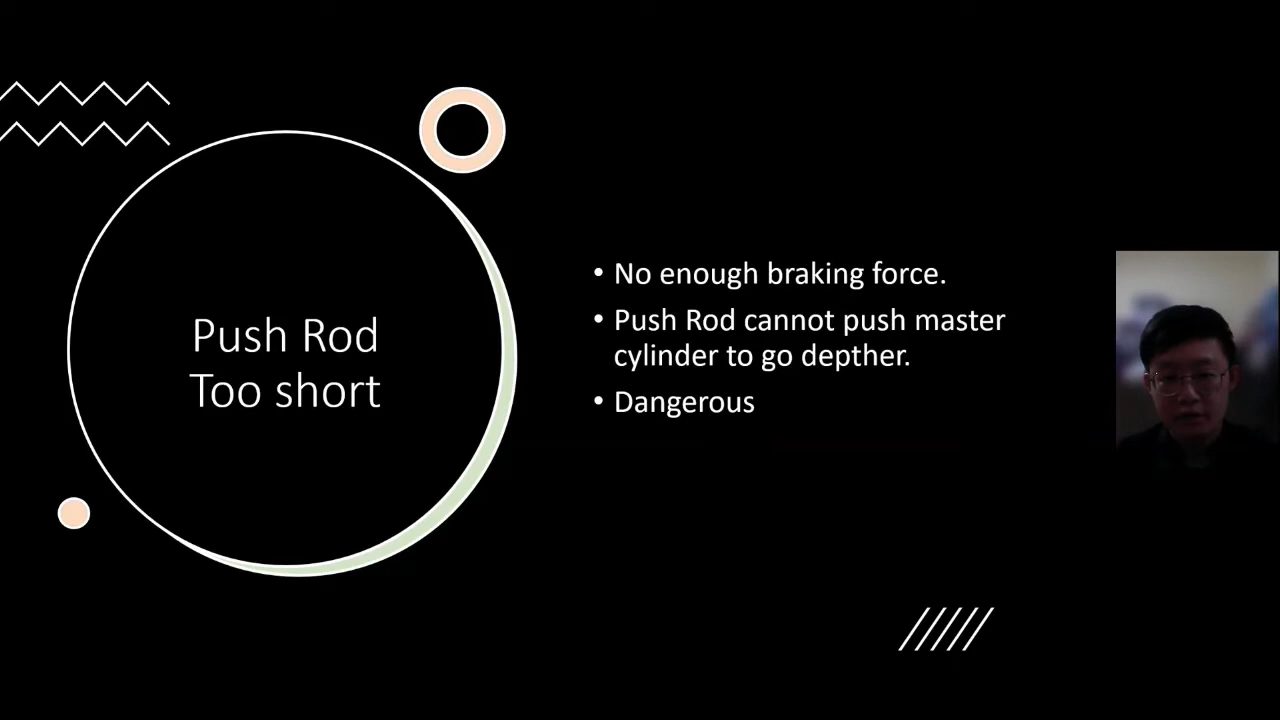 Push Rod
Too short
• No enough braking force.
• Push Rod cannot push master
cylinder to go depther.
• Dangerous